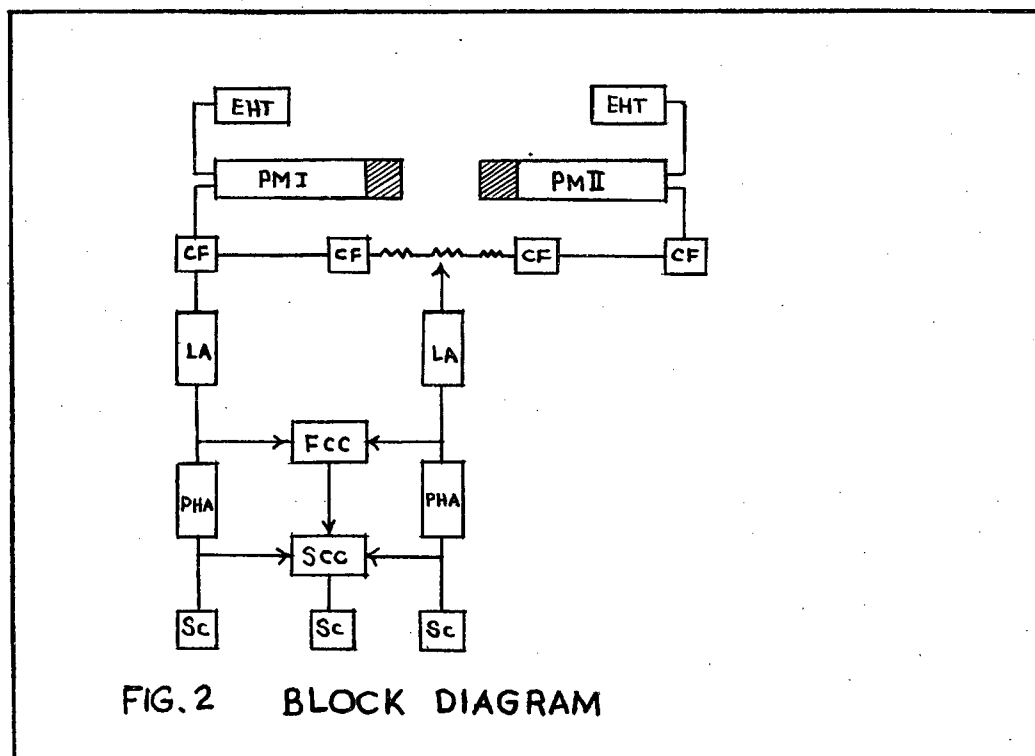 EHT EHT
PM I PM II
CF CF CF CF
LA LA
FCC
PHA PHA
SCC
SC SC SC
FIG. 2 BLOCK DIAGRAM